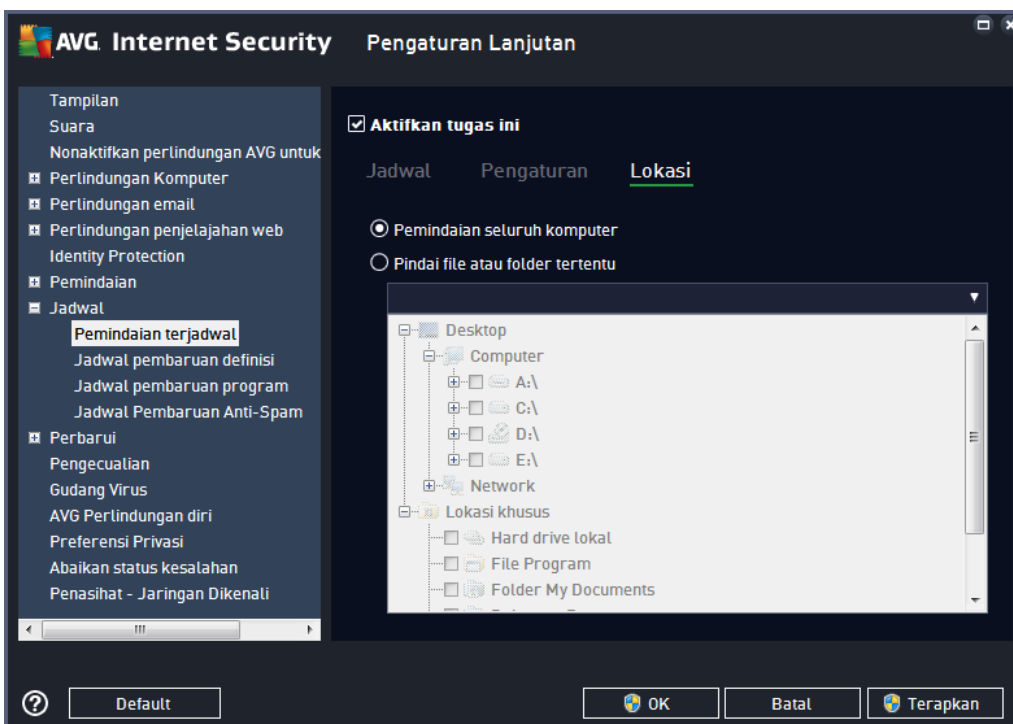 AVG. Internet Security
Pengaturan Lanjutan
Tampilan
Suara
Nonaktifkan perlindungan AVG untuk
Perlindungan Komputer
Perlindungan email
Perlindungan penjelajahan web
Identity Protection
Pemindaian
Jadwal
Pemindaian terjadwal
Jadwal pembaruan definisi
Jadwal pembaruan program
Jadwal Pembaruan Anti-Spam
Perbarui
Pengecualian
Gudang Virus
AVG Perlindungan diri
Preferensi Privasi
Abaikan status kesalahan
Penasihat - Jaringan Dikenali
Aktifkan tugas ini
Jadwal Pengaturan Lokasi
Pemindaian seluruh komputer
Pindai file atau folder tertentu
Desktop
Computer
A:\
C:\
D:\
E:\
Network
Lokasi khusus
Hard drive lokal
File Program
Folder My Documents
Default
OK
Batal
Terapkan